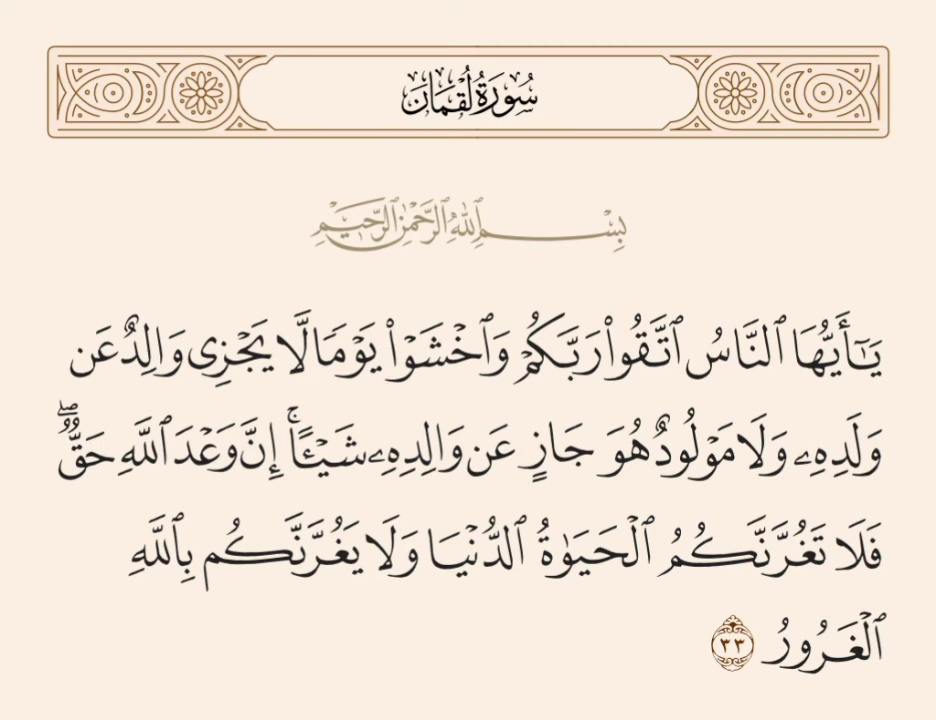 سُورَةُ لُقْمَانَ
بِسْمِ ٱللَّهِ ٱلرَّحْمَٰنِ ٱلرَّحِيمِ
يَـٰٓأَيُّهَا ٱلنَّاسُ ٱتَّقُوا۟ رَبَّكُمْ وَٱخْشَوْا۟ يَوْمًا لَّا يَجْزِى وَالِدٌ عَن
وَلَدِهِۦ وَلَا مَوْلُودٌ هُوَ جَازٍ عَن وَالِدِهِۦ شَيْـًٔا ۚ إِنَّ وَعْدَ ٱللَّهِ حَقٌّ ۖ
فَلَا تَغُرَّنَّكُمُ ٱلْحَيَوٰةُ ٱلدُّنْيَا وَلَا يَغُرَّنَّكُم بِٱللَّهِ
ٱلْغَرُورُ ٣٣